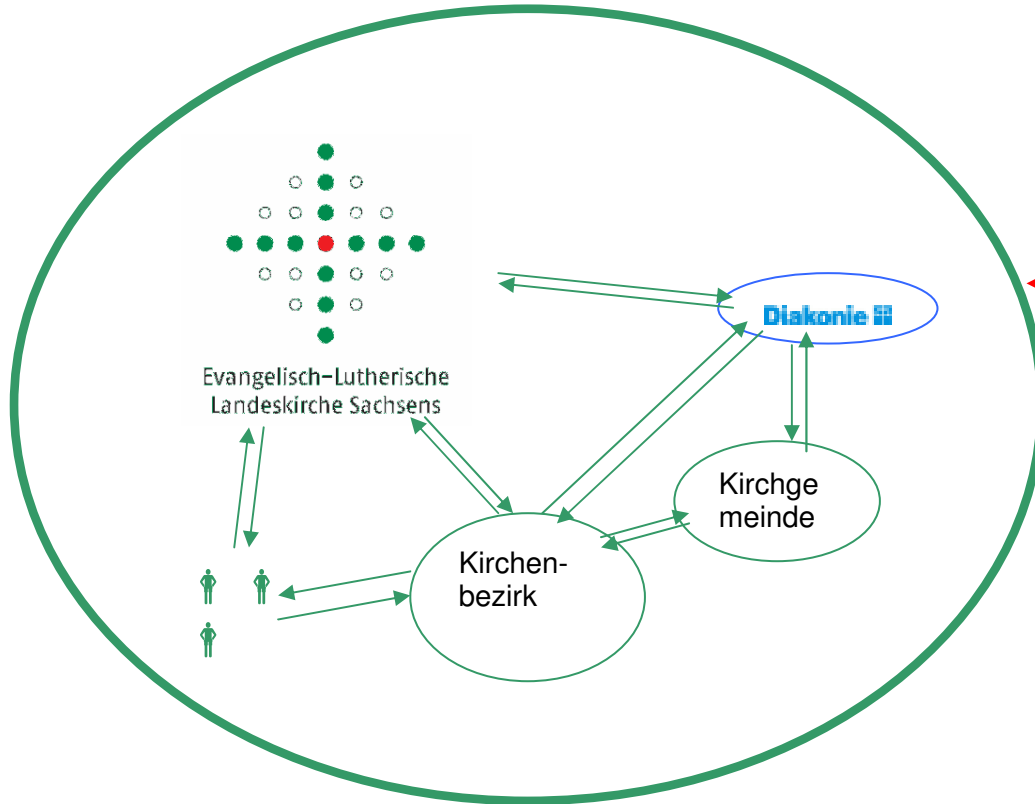 Diakonie
Evangelisch-Lutherische
Landeskirche Sachsens
Kirchge
meinde
Kirchen-
bezirk